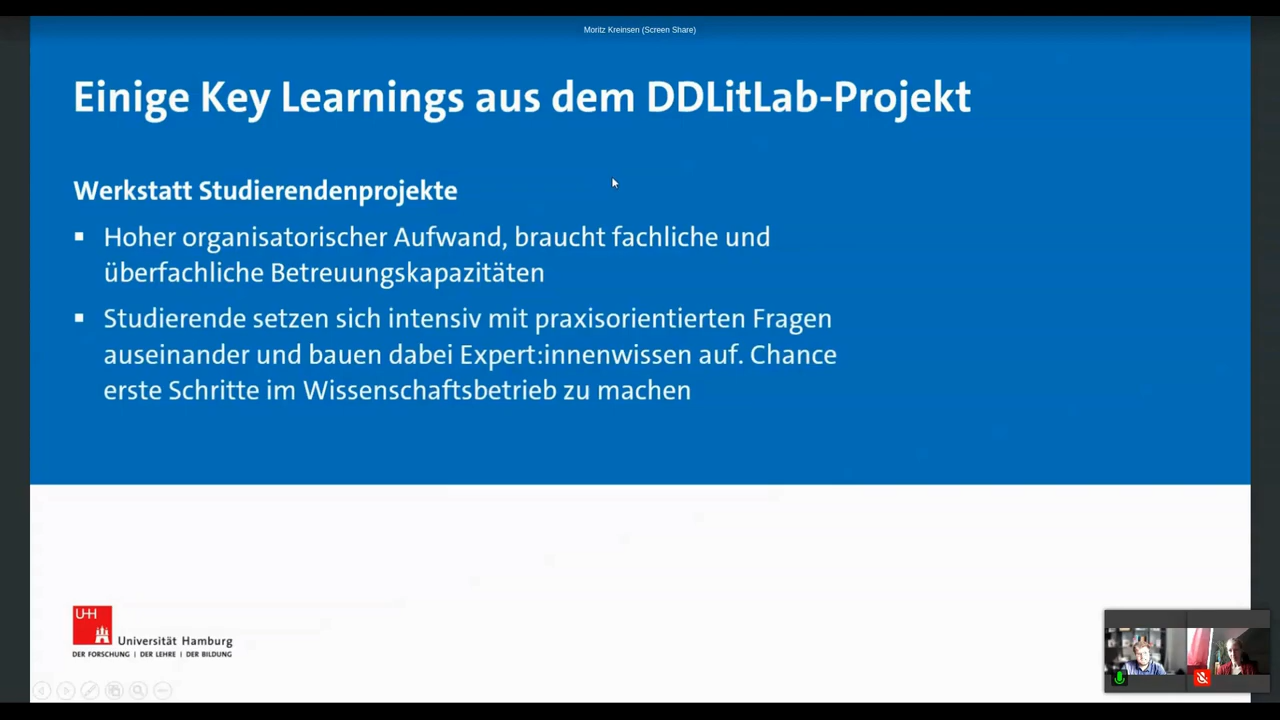 Moritz Kreinsen (Screen Share)
Einige Key Learnings aus dem DDLitLab-Projekt
Werkstatt Studierendenprojekte
▪ Hoher organisatorischer Aufwand, braucht fachliche und
überfachliche Betreuungskapazitäten
▪ Studierende setzen sich intensiv mit praxisorientierten Fragen
auseinander und bauen dabei Expert:innenwissen auf. Chance
erste Schritte im Wissenschaftsbetrieb zu machen
UHH
Universität Hamburg
DER FORSCHUNG | DER LEHRE | DER BILDUNG